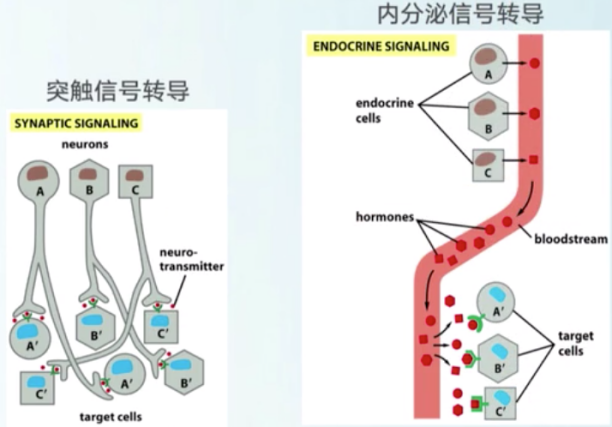 突触信号转导
SYNAPTIC SIGNALING
neurons
A
B
C
neuro-
transmitter
A'
B'
C'
C'
A'
B'
target cells
内分泌信号转导
ENDOCRINE SIGNALING
A
endocrine
cells
B
C
hormones
bloodstream
A'
target
cells
B'
C'